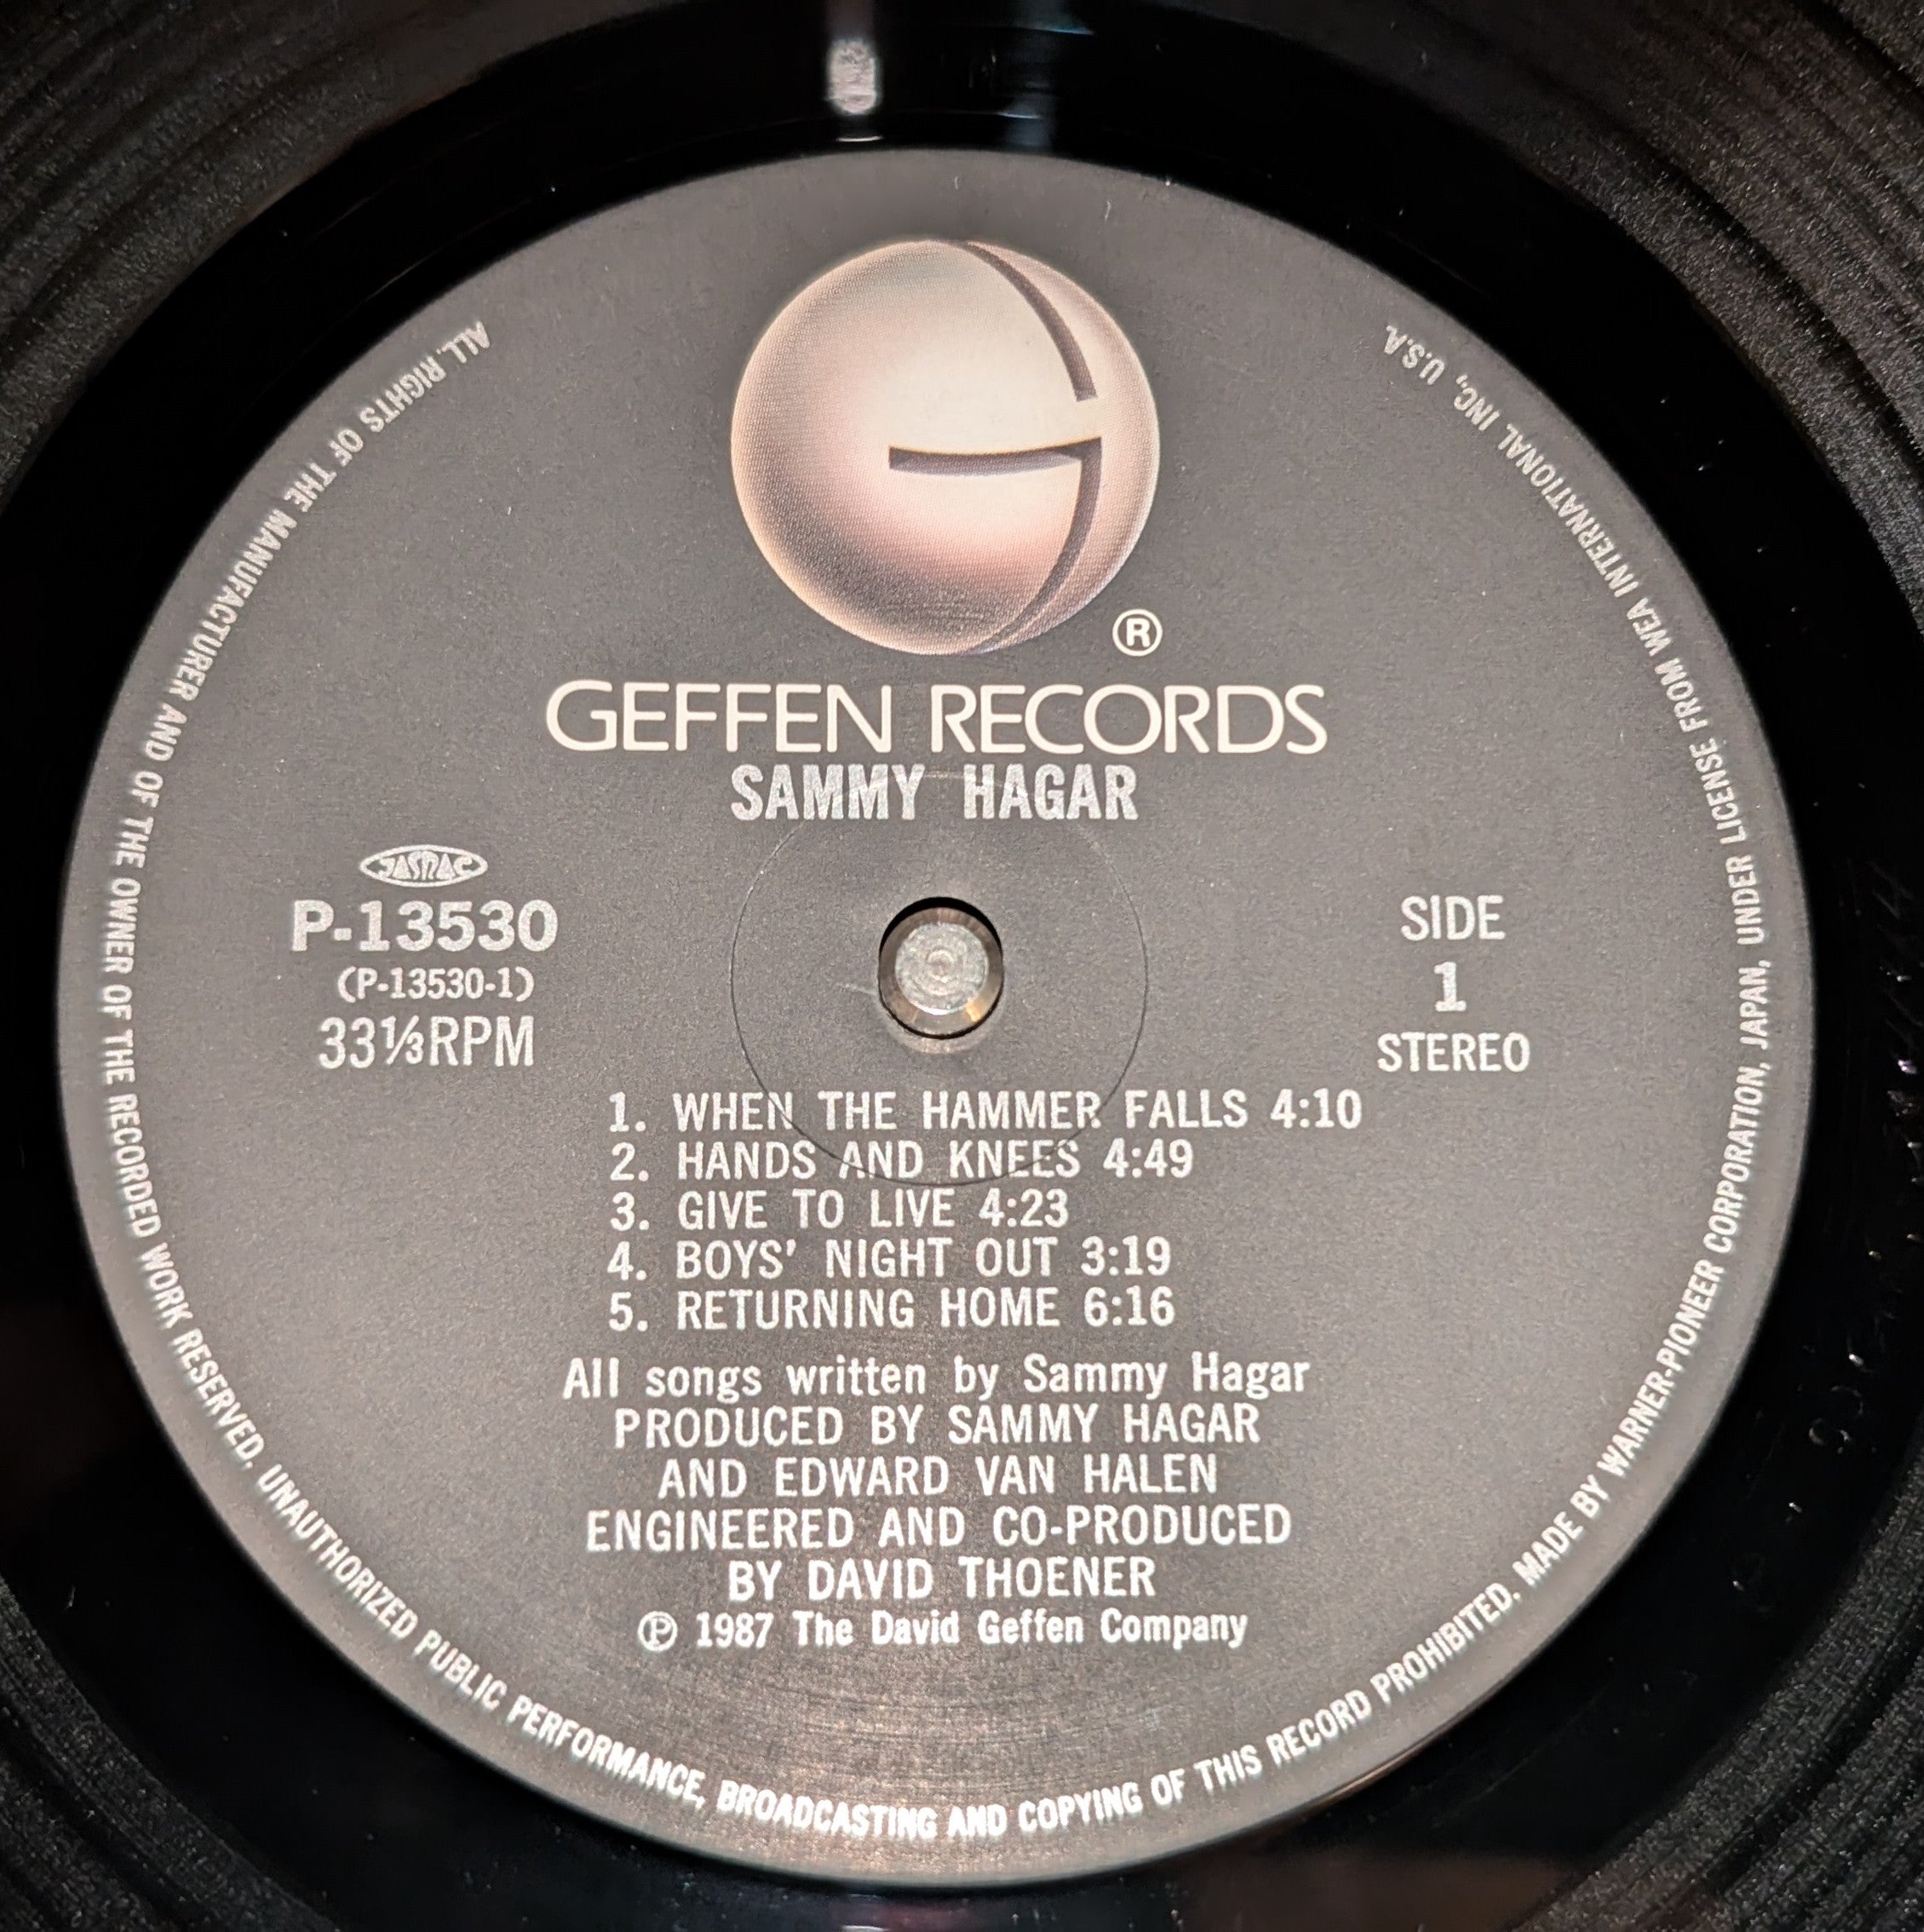 ®
GEFFEN RECORDS
SAMMY HAGAR
JASRAC
P-13530
(P-13530-1)
33⅓RPM
SIDE
1
STEREO
1. WHEN THE HAMMER FALLS 4:10
2. HANDS AND KNEES 4:49
3. GIVE TO LIVE 4:23
4. BOYS' NIGHT OUT 3:19
5. RETURNING HOME 6:16
All songs written by Sammy Hagar
PRODUCED BY SAMMY HAGAR
AND EDWARD VAN HALEN
ENGINEERED AND CO-PRODUCED
BY DAVID THOENER
℗ 1987 The David Geffen Company
ALL RIGHTS OF THE MANUFACTURER AND OF THE OWNER OF THE RECORDED WORK RESERVED. UNAUTHORIZED PUBLIC PERFORMANCE, BROADCASTING AND COPYING OF THIS RECORD PROHIBITED. MADE BY WARNER-PIONEER CORPORATION, JAPAN, UNDER LICENSE FROM WEA INTERNATIONAL INC., U.S.A.